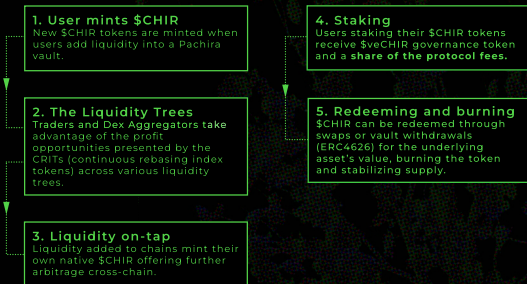 1. User mints $CHIR
New $CHIR tokens are minted when
users add liquidity into a Pachira
vault.
2. The Liquidity Trees
Traders and Dex Aggregators take
advantage of the profit
opportunities presented by the
CRITs (continuous rebasing index
tokens) across various liquidity
trees.
3. Liquidity on-tap
Liquidity added to chains mint their
own native $CHIR offering further
arbitrage cross-chain.
4. Staking
Users staking their $CHIR tokens
receive $veCHIR governance token
and a share of the protocol fees.
5. Redeeming and burning
$CHIR can be redeemed through
swaps or vault withdrawals
(ERC4626) for the underlying
asset's value, burning the token
and stabilizing supply.